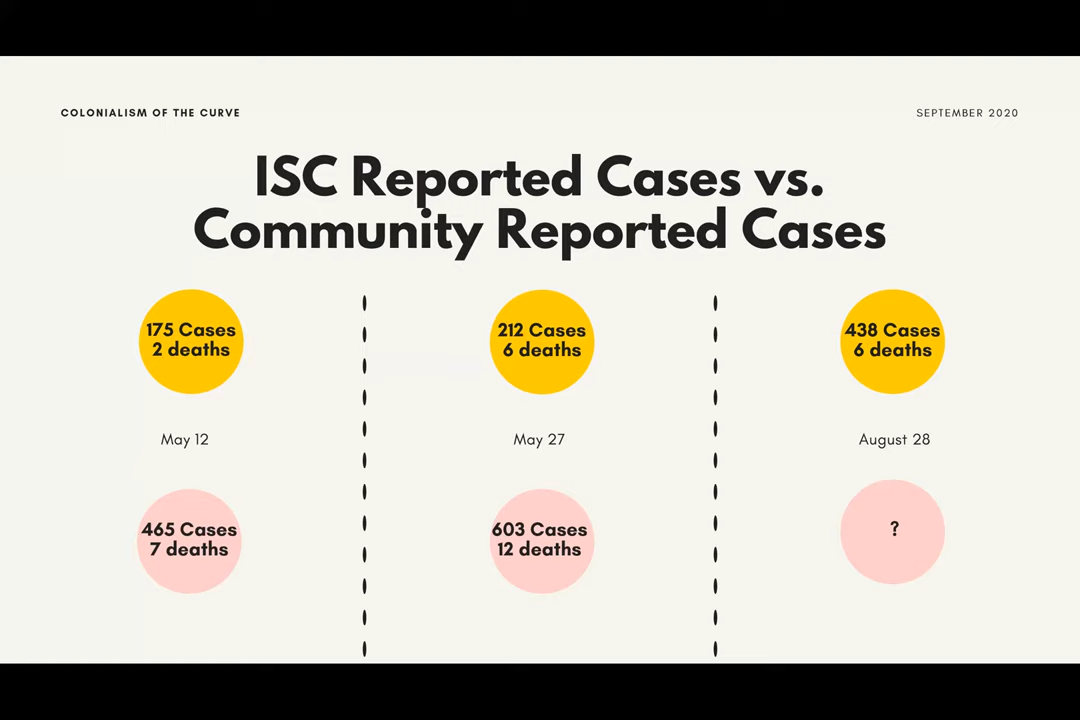 COLONIALISM OF THE CURVE
SEPTEMBER 2020
ISC Reported Cases vs.
Community Reported Cases
175 Cases
2 deaths
May 12
465 Cases
7 deaths
212 Cases
6 deaths
May 27
603 Cases
12 deaths
438 Cases
6 deaths
August 28
?